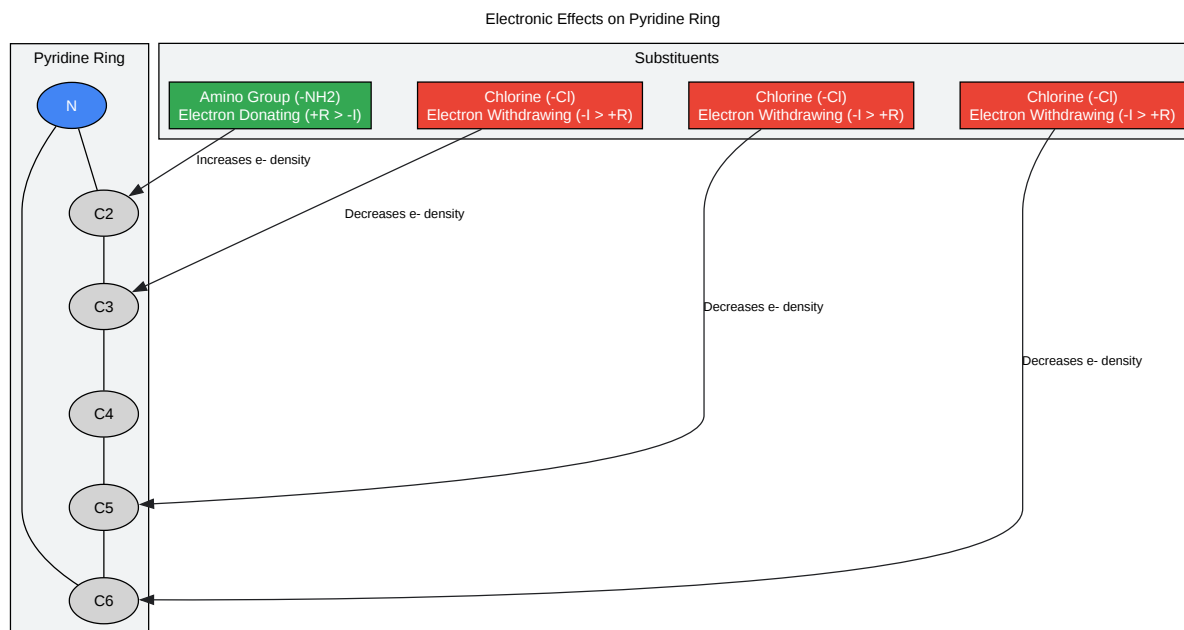 Electronic Effects on Pyridine Ring
Pyridine Ring
Substituents
N
Amino Group (-NH2)
Electron Donating (+R > -I)
Chlorine (-Cl)
Electron Withdrawing (-I > +R)
Chlorine (-Cl)
Electron Withdrawing (-I > +R)
Chlorine (-Cl)
Electron Withdrawing (-I > +R)
Increases e- density
C2
Decreases e- density
C3
Decreases e- density
Decreases e- density
C4
C5
C6